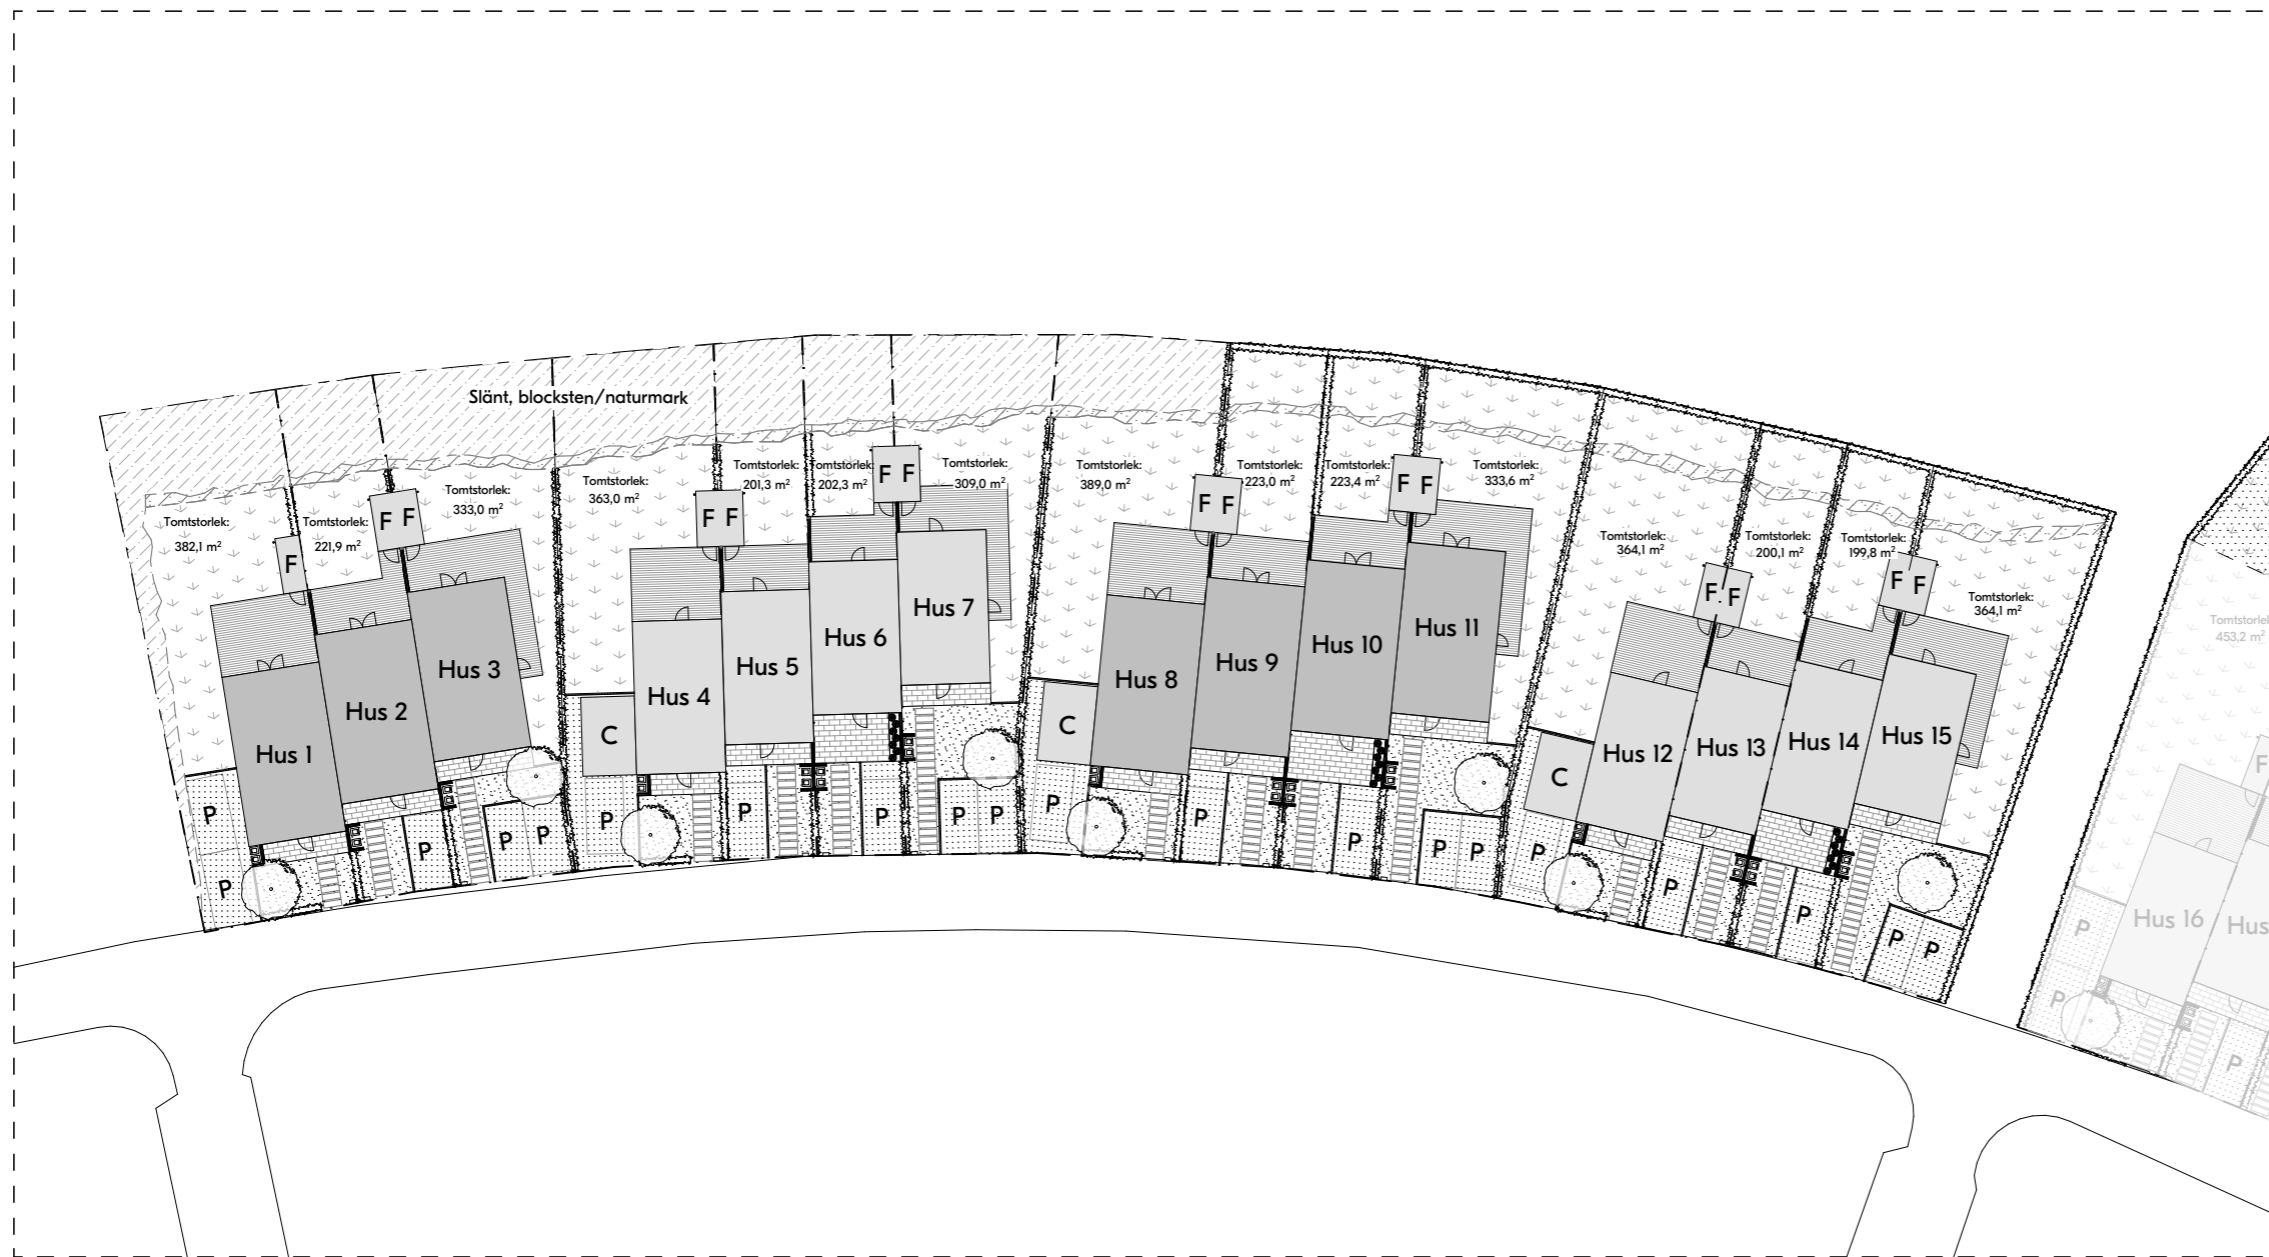 Slänt, blocksten/naturmark
Tomtstorlek:
382,1 m²
Tomtstorlek:
221,9 m²
Tomtstorlek:
333,0 m²
Tomtstorlek:
363,0 m²
Tomtstorlek:
201,3 m²
Tomtstorlek:
202,3 m²
Tomtstorlek:
309,0 m²
Tomtstorlek:
389,0 m²
Tomtstorlek:
223,0 m²
Tomtstorlek:
223,4 m²
Tomtstorlek:
333,6 m²
Tomtstorlek:
364,1 m²
Tomtstorlek:
200,1 m²
Tomtstorlek:
199,8 m²
Tomtstorlek:
364,1 m²
Tomtstorlek
453,2 m²
F
F F
F F
F F
F F
F F
F F
F F
F
Hus 1
Hus 2
Hus 3
Hus 4
Hus 5
Hus 6
Hus 7
Hus 8
Hus 9
Hus 10
Hus 11
Hus 12
Hus 13
Hus 14
Hus 15
Hus 16
Hus
C
C
C
P
P
P
P P
P
P
P
P P
P
P
P
P P
P
P
P
P P
P
P
P